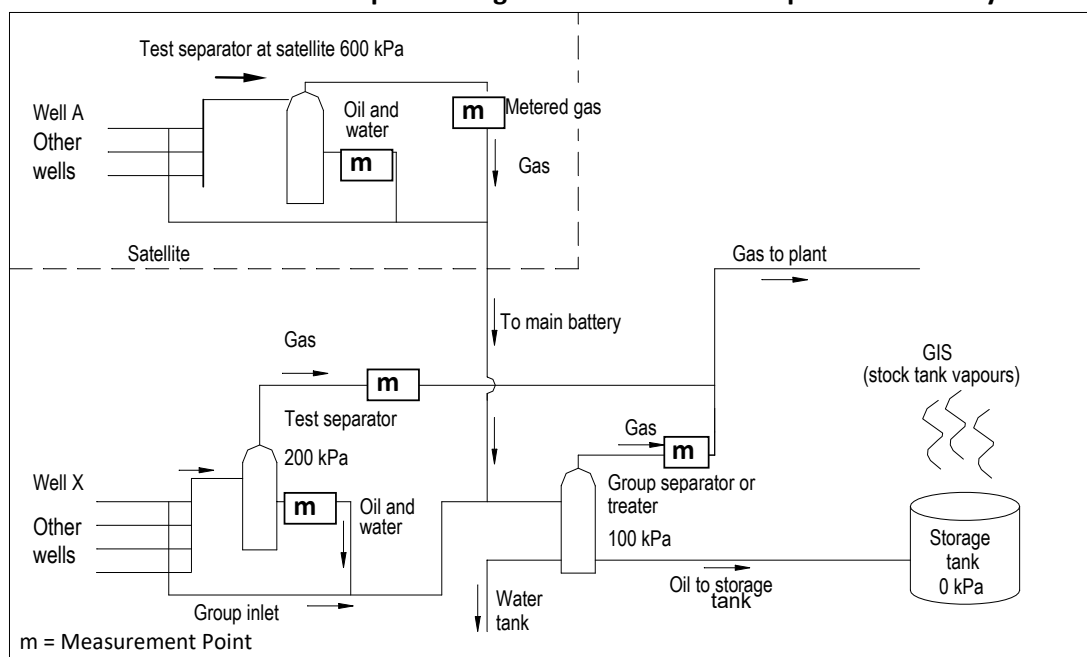 Test separator at satellite 600 kPa
Well A
Other
wells
Oil and
water
m
m
Metered gas
Gas
Satellite
Gas to plant
To main battery
Gas
m
GIS
(stock tank vapours)
Test separator
200 kPa
Gas
m
Well X
Other
wells
m
Oil and
water
Group separator or
treater
100 kPa
Storage
tank
0 kPa
Oil to storage
tank
Group inlet
Water
tank
m = Measurement Point